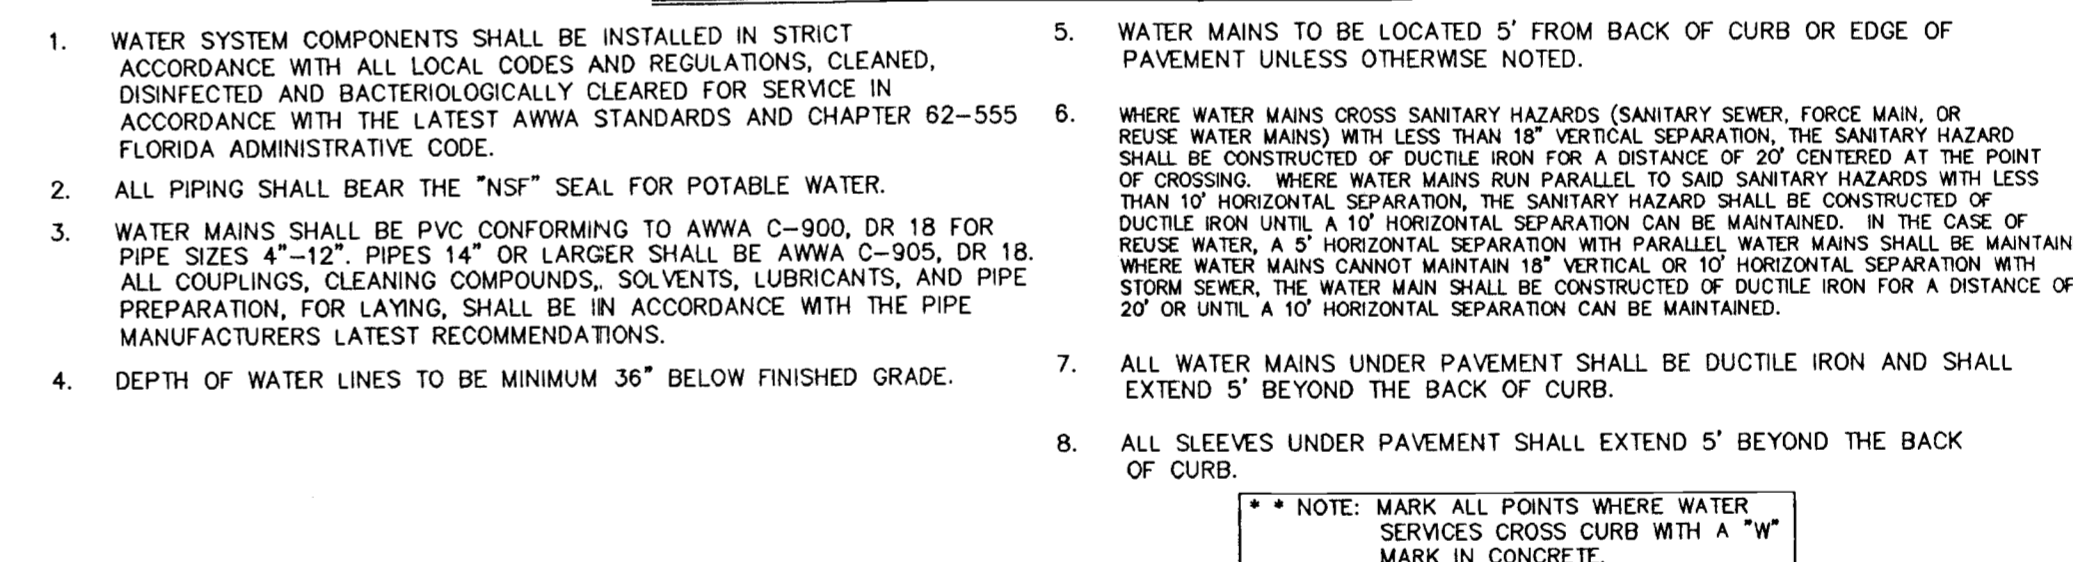 1. WATER SYSTEM COMPONENTS SHALL BE INSTALLED IN STRICT
ACCORDANCE WITH ALL LOCAL CODES AND REGULATIONS, CLEANED,
DISINFECTED AND BACTERIOLOGICALLY CLEARED FOR SERVICE IN
ACCORDANCE WITH THE LATEST AWWA STANDARDS AND CHAPTER 62-555
FLORIDA ADMINISTRATIVE CODE.
2. ALL PIPING SHALL BEAR THE "NSF" SEAL FOR POTABLE WATER.
3. WATER MAINS SHALL BE PVC CONFORMING TO AWWA C-900, DR 18 FOR
PIPE SIZES 4"-12". PIPES 14" OR LARGER SHALL BE AWWA C-905, DR 18.
ALL COUPLINGS, CLEANING COMPOUNDS,. SOLVENTS, LUBRICANTS, AND PIPE
PREPARATION, FOR LAYING, SHALL BE IIN ACCORDANCE WITH THE PIPE
MANUFACTURERS LATEST RECOMMENDATIONS.
4. DEPTH OF WATER LINES TO BE MINIMUM 36" BELOW FINISHED GRADE.
5. WATER MAINS TO BE LOCATED 5' FROM BACK OF CURB OR EDGE OF
PAVEMENT UNLESS OTHERWISE NOTED.
6. WHERE WATER MAINS CROSS SANITARY HAZARDS (SANITARY SEWER, FORCE MAIN, OR
REUSE WATER MAINS) WITH LESS THAN 18" VERTICAL SEPARATION, THE SANITARY HAZARD
SHALL BE CONSTRUCTED OF DUCTILE IRON FOR A DISTANCE OF 20' CENTERED AT THE POINT
OF CROSSING. WHERE WATER MAINS RUN PARALLEL TO SAID SANITARY HAZARDS WITH LESS
THAN 10' HORIZONTAL SEPARATION, THE SANITARY HAZARD SHALL BE CONSTRUCTED OF
DUCTILE IRON UNTIL A 10' HORIZONTAL SEPARATION CAN BE MAINTAINED. IN THE CASE OF
REUSE WATER, A 5' HORIZONTAL SEPARATION WITH PARALLEL WATER MAINS SHALL BE MAINTAIN
WHERE WATER MAINS CANNOT MAINTAIN 18" VERTICAL OR 10' HORIZONTAL SEPARATION WITH
STORM SEWER, THE WATER MAIN SHALL BE CONSTRUCTED OF DUCTILE IRON FOR A DISTANCE OF
20' OR UNTIL A 10' HORIZONTAL SEPARATION CAN BE MAINTAINED.
7. ALL WATER MAINS UNDER PAVEMENT SHALL BE DUCTILE IRON AND SHALL
EXTEND 5' BEYOND THE BACK OF CURB.
8. ALL SLEEVES UNDER PAVEMENT SHALL EXTEND 5' BEYOND THE BACK
OF CURB.
* * NOTE: MARK ALL POINTS WHERE WATER
SERVICES CROSS CURB WITH A "W"
MARK IN CONCRETE.